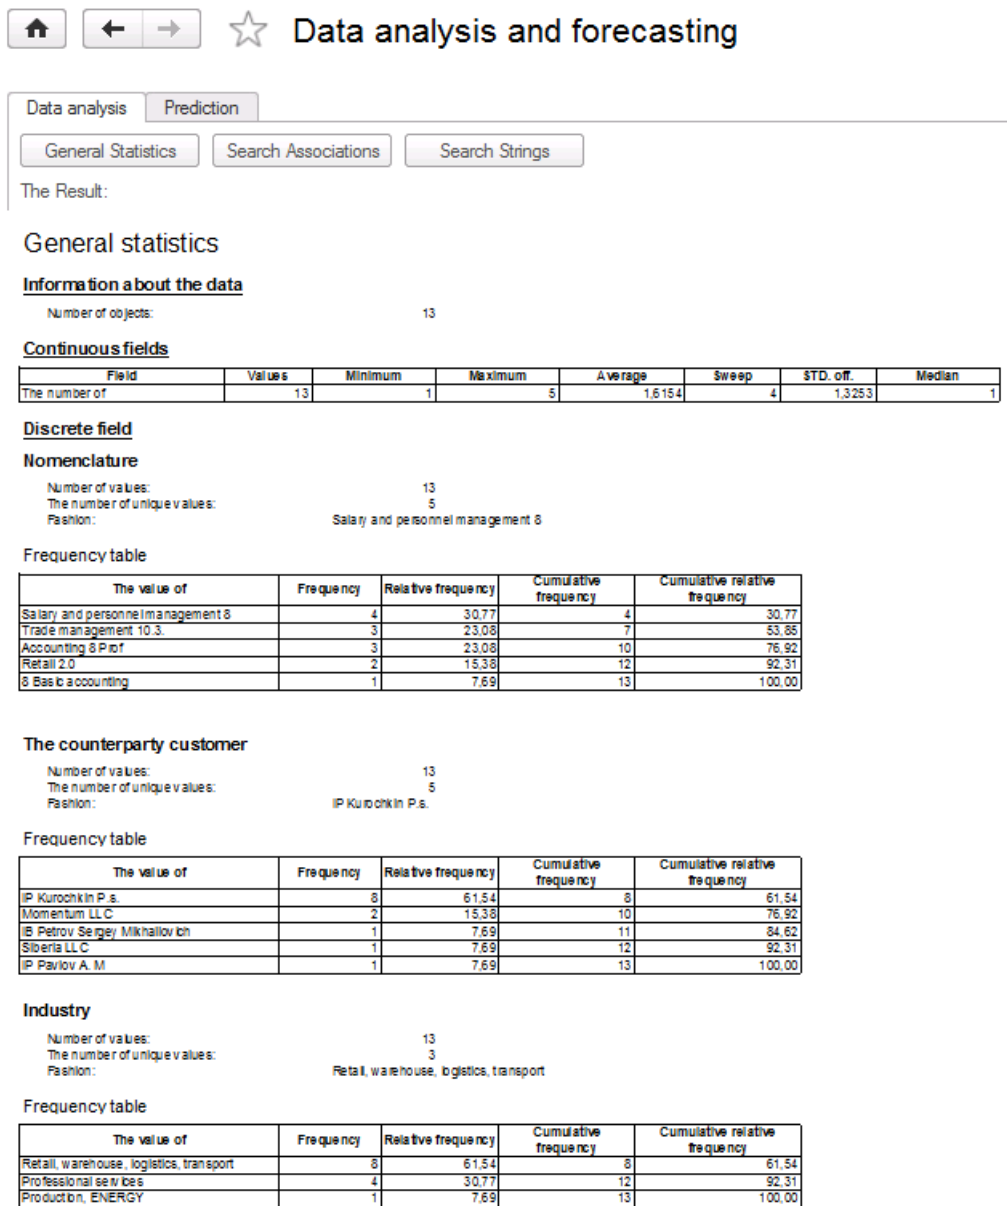 Data analysis and forecasting
Data analysis Prediction
General Statistics Search Associations Search Strings
The Result:
General statistics
Information about the data
Number of objects: 13
Continuous fields
Field Values Minimum Maximum Average Sweep STD. off. Median
The number of 13 1 5 1,6154 4 1,3253 1
Discrete field
Nomenclature
Number of values: 13
The number of unique values: 5
Fashion: Salary and personnel management 8
Frequency table
The value of Frequency Relative frequency Cumulative frequency Cumulative relative frequency
Salary and personnel management 8 4 30,77 4 30,77
Trade management 10.3. 3 23,08 7 53,85
Accounting 8 Prof 3 23,08 10 76,92
Retail 2.0 2 15,38 12 92,31
8 Basic accounting 1 7,69 13 100,00
The counterparty customer
Number of values: 13
The number of unique values: 5
Fashion: IP Kurochkin P.s.
Frequency table
The value of Frequency Relative frequency Cumulative frequency Cumulative relative frequency
IP Kurochkin P.s. 8 61,54 8 61,54
Momentum LLC 2 15,38 10 76,92
IB Petrov Sergey Mikhailovich 1 7,69 11 84,62
Siberia LLC 1 7,69 12 92,31
IP Pavlov A. M 1 7,69 13 100,00
Industry
Number of values: 13
The number of unique values: 3
Fashion: Retail, warehouse, logistics, transport
Frequency table
The value of Frequency Relative frequency Cumulative frequency Cumulative relative frequency
Retail, warehouse, logistics, transport 8 61,54 8 61,54
Professional services 4 30,77 12 92,31
Production, ENERGY 1 7,69 13 100,00